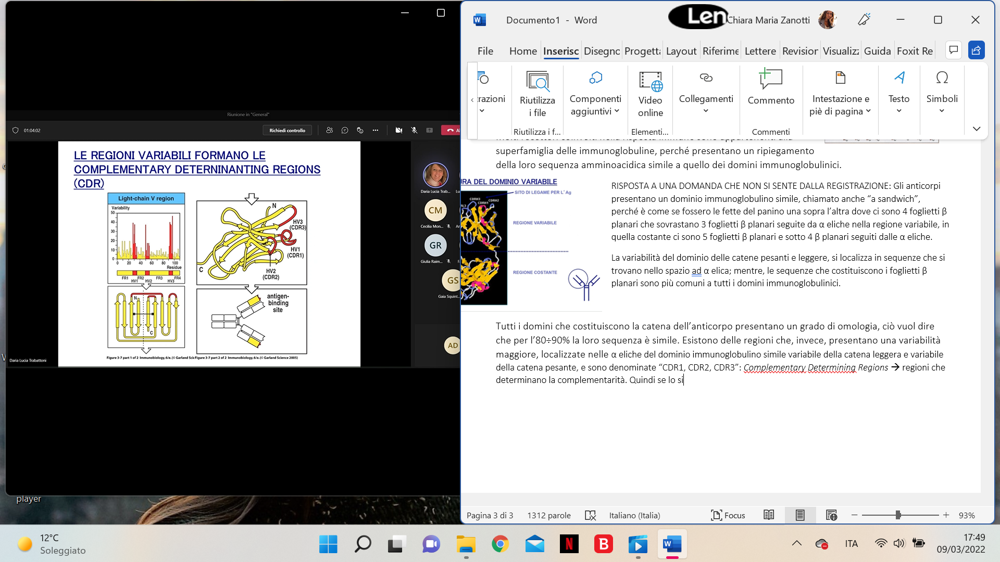 Riunione in "General"
01:04:02
Richiedi controllo
LE REGIONI VARIABILI FORMANO LE
COMPLEMENTARY DETERNINANTING REGIONS
(CDR)
Light-chain V region
Variability
50
40
30
20
10
0
0 20 40 60 80 100
Residue
FR1 FR2 FR3 FR4
HV1 HV2 HV3
N
C
N
HV3
(CDR3)
HV1
(CDR1)
HV2
(CDR2)
C
antigen-
binding
site
Figure 3-7 part 1 of 2 Immunobiology, 6/e. (© Garland Sci
Figure 3-7 part 2 of 2 Immunobiology, 6/e. (© Garland Science 2005)
Daria Lucia Trabattoni
Daria Lucia Trab...
CM
Cecilia Mon...
GR
Giulia Raim...
GS
Gaia Squint...
AD
player
Documento1 - Word
Len
Chiara Maria Zanotti
File Home Inserisc Disegno Progetta Layout Riferime Lettere Revision Visualizz Guida Foxit Re
trazioni
Riutilizza
i file
Componenti
aggiuntivi
Video
online
Collegamenti
Commento
Intestazione e
piè di pagina
Testo
Simboli
Riutilizza i f...
Elementi...
Commenti
superfamiglia delle immunoglobuline, perché presentano un ripiegamento
della loro sequenza amminoacidica simile a quello dei domini immunoglobulinici.
URA DEL DOMINIO VARIABILE
SITO DI LEGAME PER L' Ag
CDRH3 CDRH2
CDRH1
REGIONE VARIABILE
REGIONE COSTANTE
RISPOSTA A UNA DOMANDA CHE NON SI SENTE DALLA REGISTRAZIONE: Gli anticorpi
presentano un dominio immunoglobulino simile, chiamato anche “a sandwich”,
perché è come se fossero le fette del panino una sopra l’altra dove ci sono 4 foglietti β
planari che sovrastano 3 foglietti β planari seguite da α eliche nella regione variabile, in
quella costante ci sono 5 foglietti β planari e sotto 4 β planari seguiti dalle α eliche.
La variabilità del dominio delle catene pesanti e leggere, si localizza in sequenze che si
trovano nello spazio ad α elica; mentre, le sequenze che costituiscono i foglietti β
planari sono più comuni a tutti i domini immunoglobulinici.
Tutti i domini che costituiscono la catena dell’anticorpo presentano un grado di omologia, ciò vuol dire
che per l’80÷90% la loro sequenza è simile. Esistono delle regioni che, invece, presentano una variabilità
maggiore, localizzate nelle α eliche del dominio immunoglobulino simile variabile della catena leggera e variabile
della catena pesante, e sono denominate “CDR1, CDR2, CDR3”: Complementary Determining Regions → regioni che
determinano la complementarità. Quindi se lo si
Pagina 3 di 3 1312 parole Italiano (Italia) Focus 93%
12°C
Soleggiato
ITA
17:49
09/03/2022